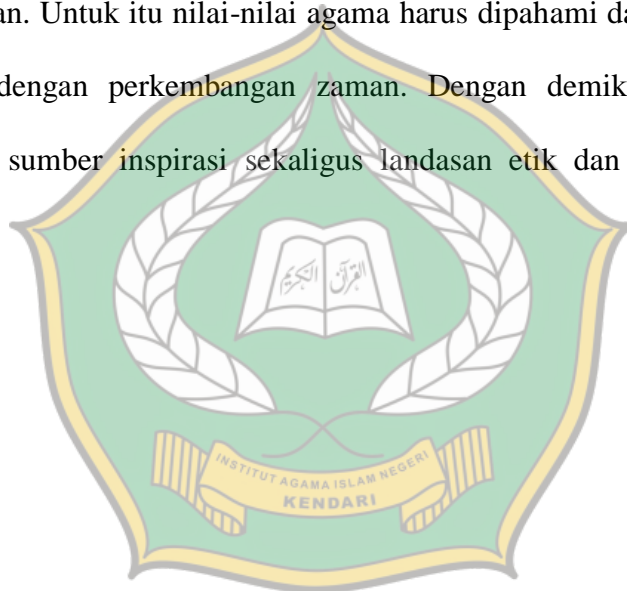 an. Untuk itu nilai-nilai agama harus dipahami da
dengan perkembangan zaman. Dengan demik
sumber inspirasi sekaligus landasan etik dan
القرآن الكريم
INSTITUT AGAMA ISLAM NEGERI
KENDARI